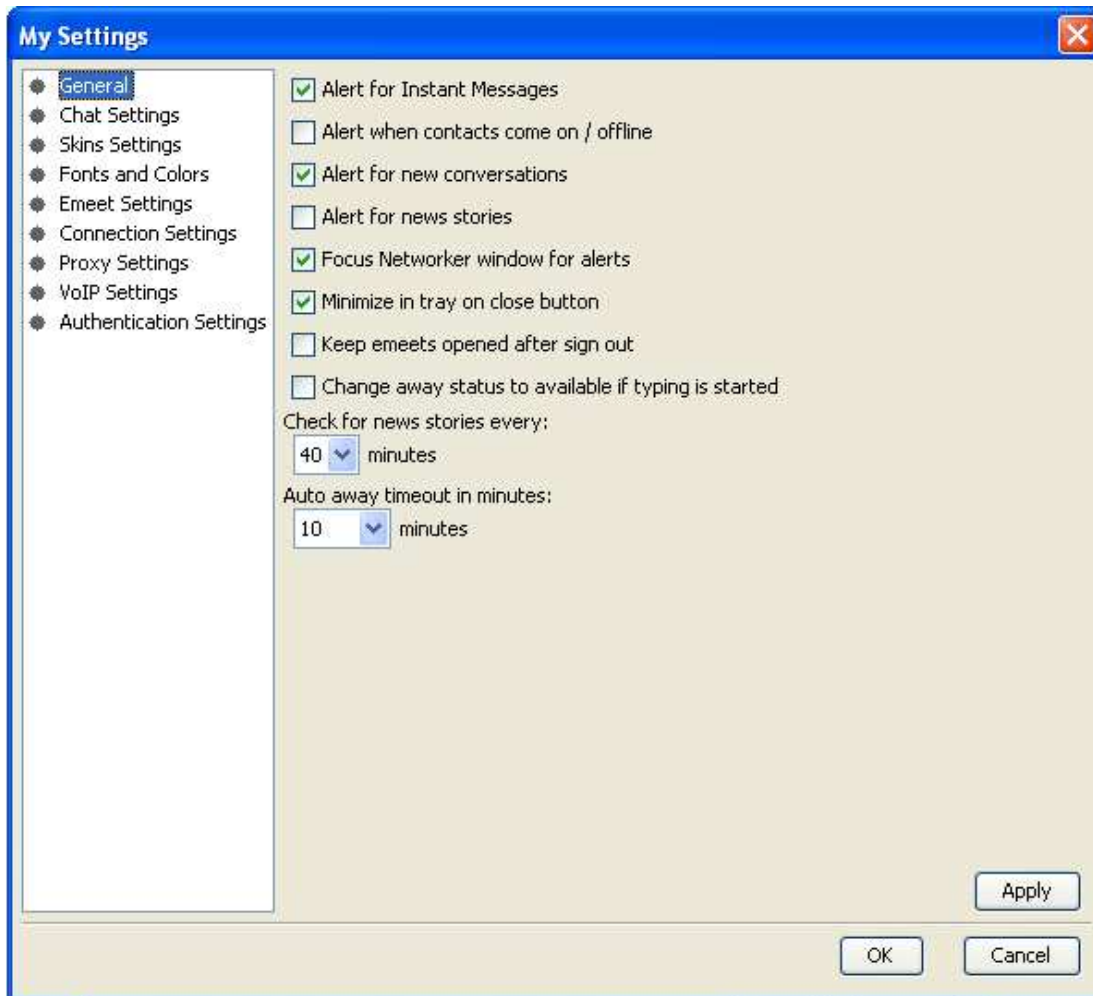 My Settings
General
Chat Settings
Skins Settings
Fonts and Colors
Emeet Settings
Connection Settings
Proxy Settings
VoIP Settings
Authentication Settings
Alert for Instant Messages
Alert when contacts come on / offline
Alert for new conversations
Alert for news stories
Focus Networker window for alerts
Minimize in tray on close button
Keep emeets opened after sign out
Change away status to available if typing is started
Check for news stories every:
40 minutes
Auto away timeout in minutes:
10 minutes
Apply
OK Cancel